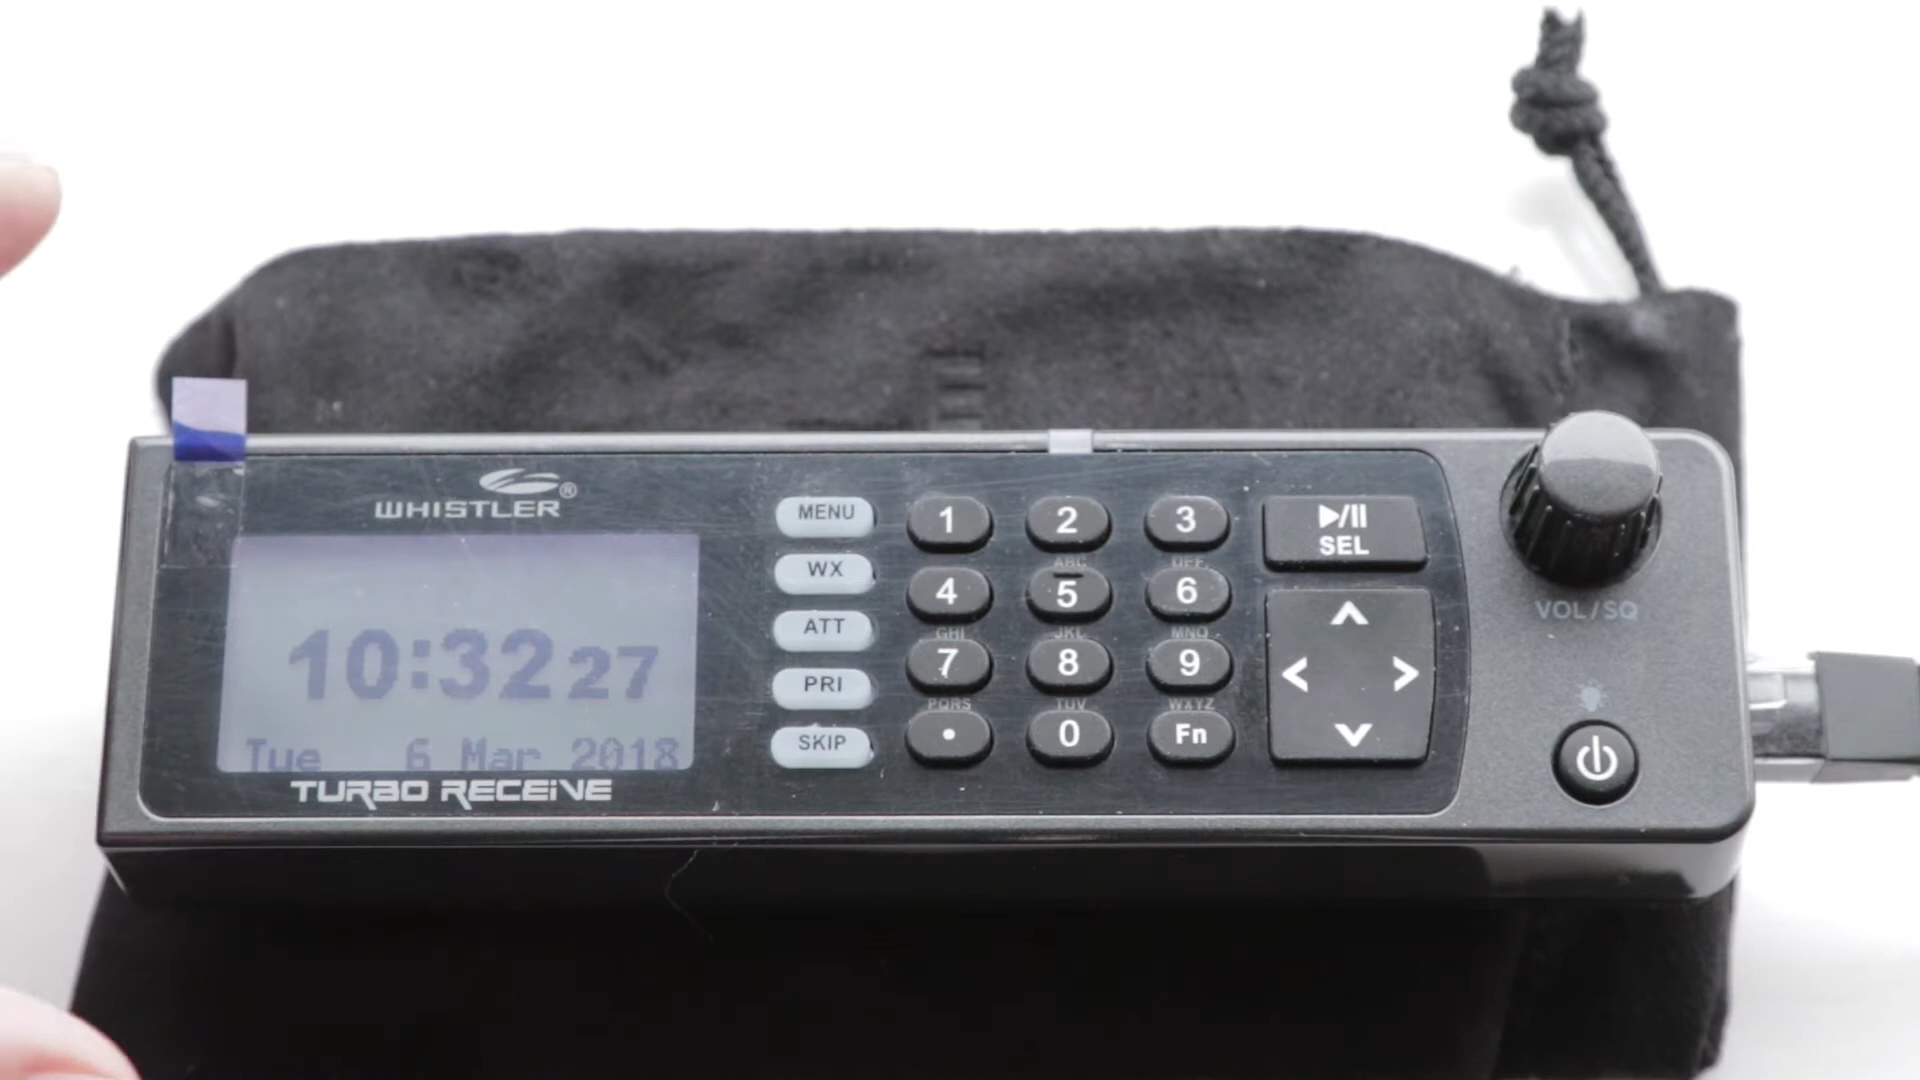 WHISTLER®
10:32 27
Tue 6 Mar 2018
TURBO RECEIVE
MENU
WX
ATT
PRI
SKIP
1 2 3
ABC DEF
4 5 6
GHI JKL MNO
7 8 9
PQRS TUV WXYZ
• 0 Fn
▶/II
SEL
VOL/SQ